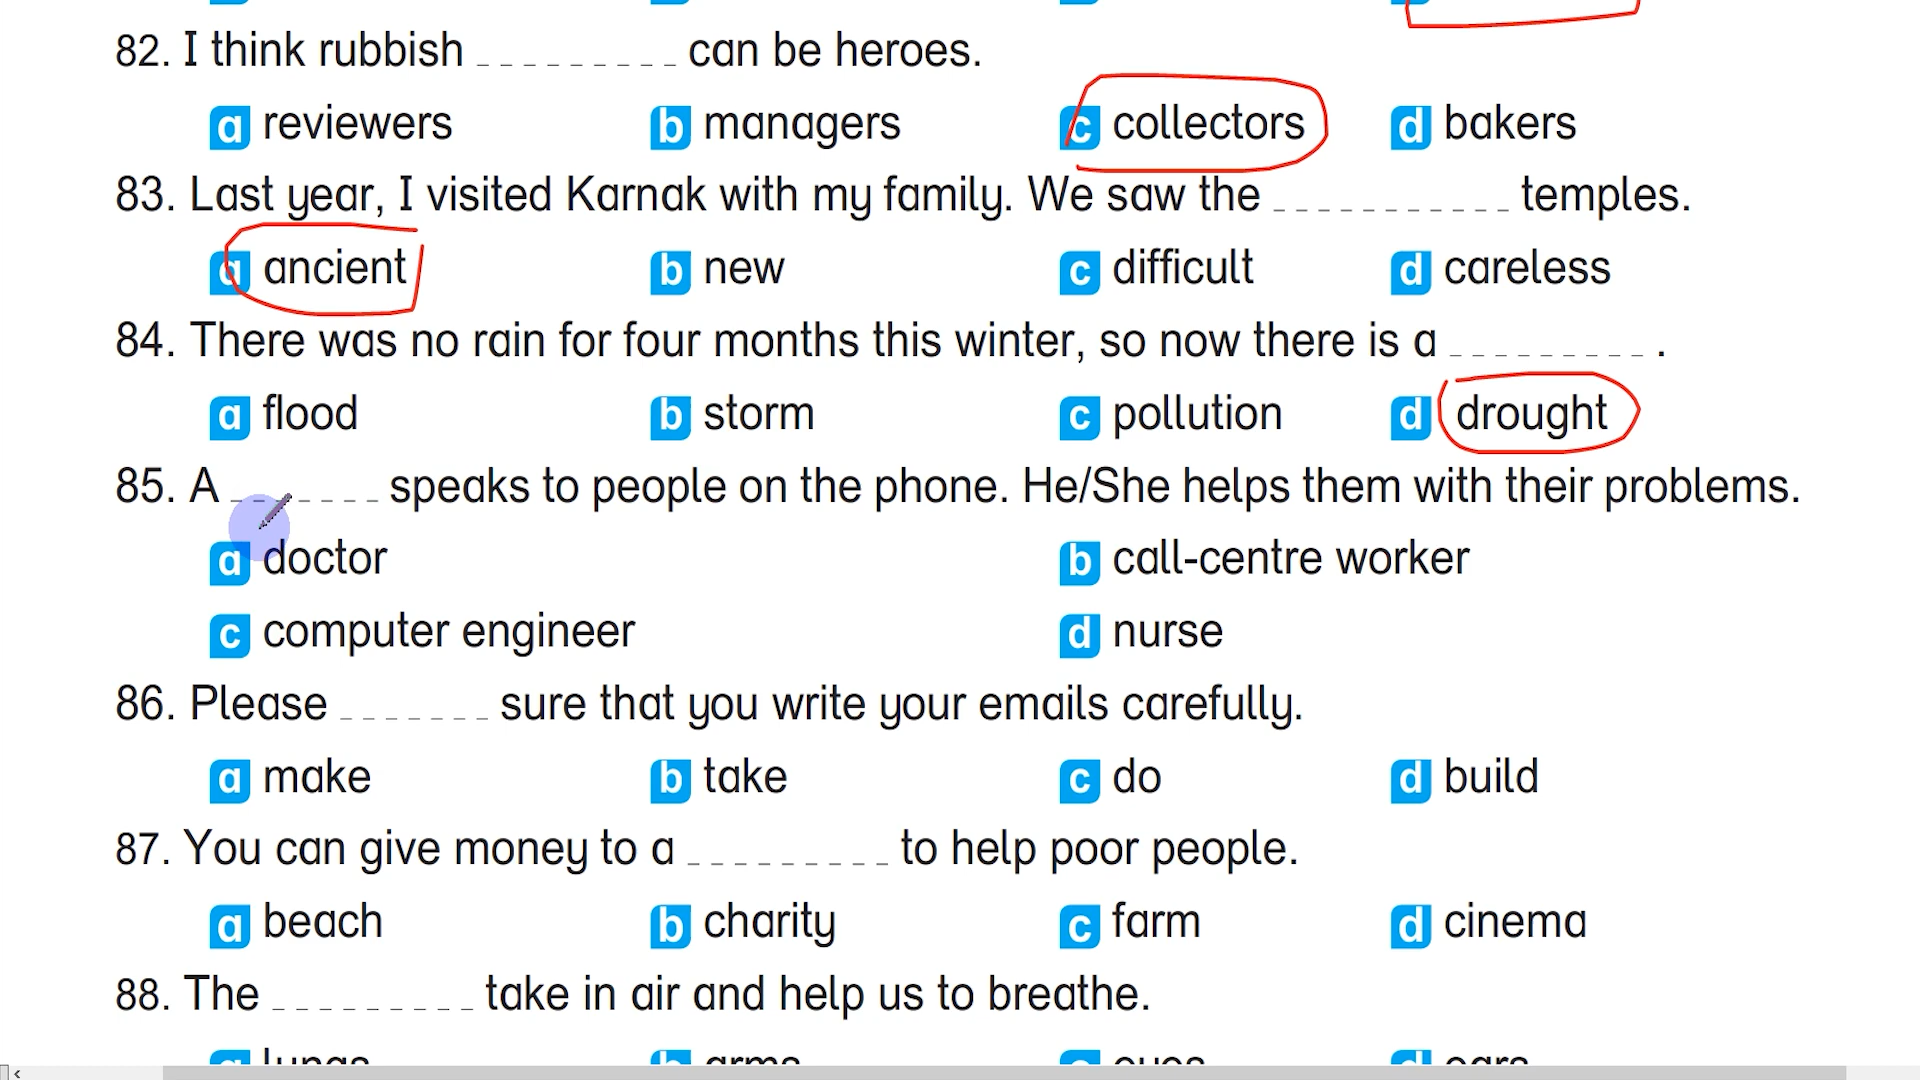 82. I think rubbish _________ can be heroes.
a reviewers b managers c collectors d bakers
83. Last year, I visited Karnak with my family. We saw the ___________ temples.
a ancient b new c difficult d careless
84. There was no rain for four months this winter, so now there is a _________ .
a flood b storm c pollution d drought
85. A _______ speaks to people on the phone. He/She helps them with their problems.
a doctor b call-centre worker
c computer engineer d nurse
86. Please _______ sure that you write your emails carefully.
a make b take c do d build
87. You can give money to a _________ to help poor people.
a beach b charity c farm d cinema
88. The _________ take in air and help us to breathe.
a lungs b arms c eyes d ears